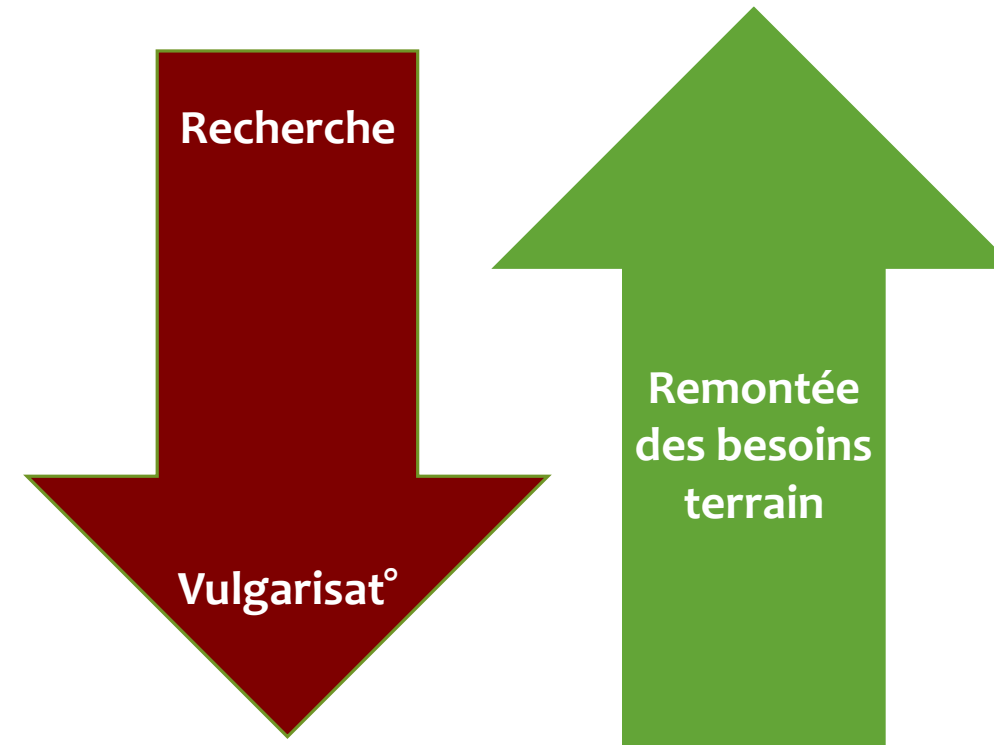 Recherche
Vulgarisat°
Remontée
des besoins
terrain